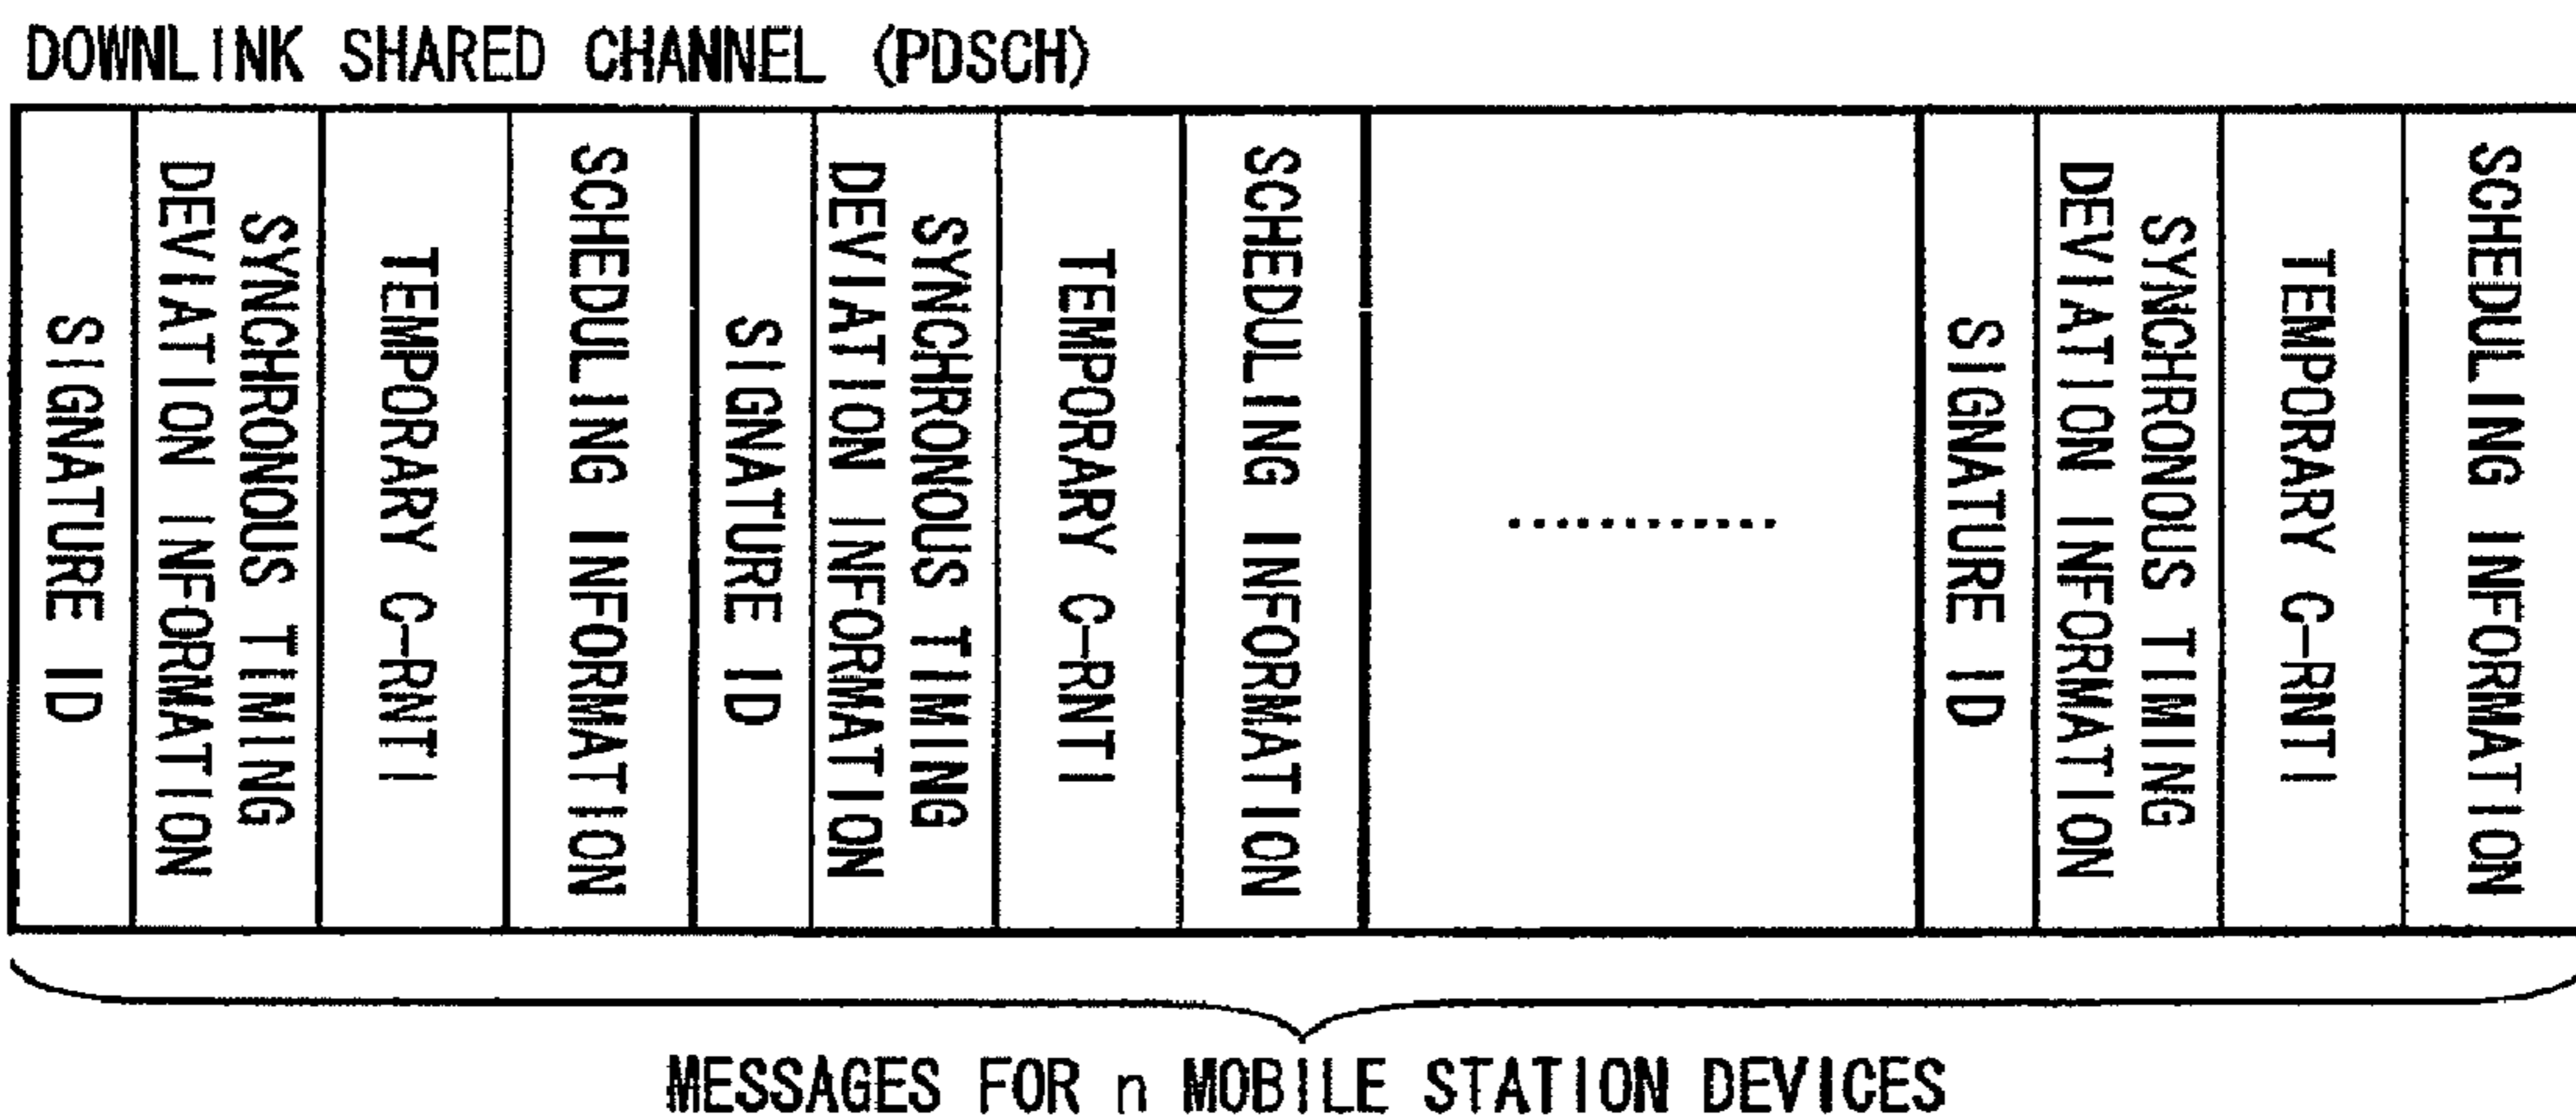 DOWNLINK SHARED CHANNEL (PDSCH)
SIGNATURE ID
SYNCHRONOUS TIMING
DEVIATION INFORMATION
TEMPORARY C-RNTI
SCHEDULING INFORMATION
SIGNATURE ID
SYNCHRONOUS TIMING
DEVIATION INFORMATION
TEMPORARY C-RNTI
SCHEDULING INFORMATION
............
SIGNATURE ID
SYNCHRONOUS TIMING
DEVIATION INFORMATION
TEMPORARY C-RNTI
SCHEDULING INFORMATION
MESSAGES FOR n MOBILE STATION DEVICES